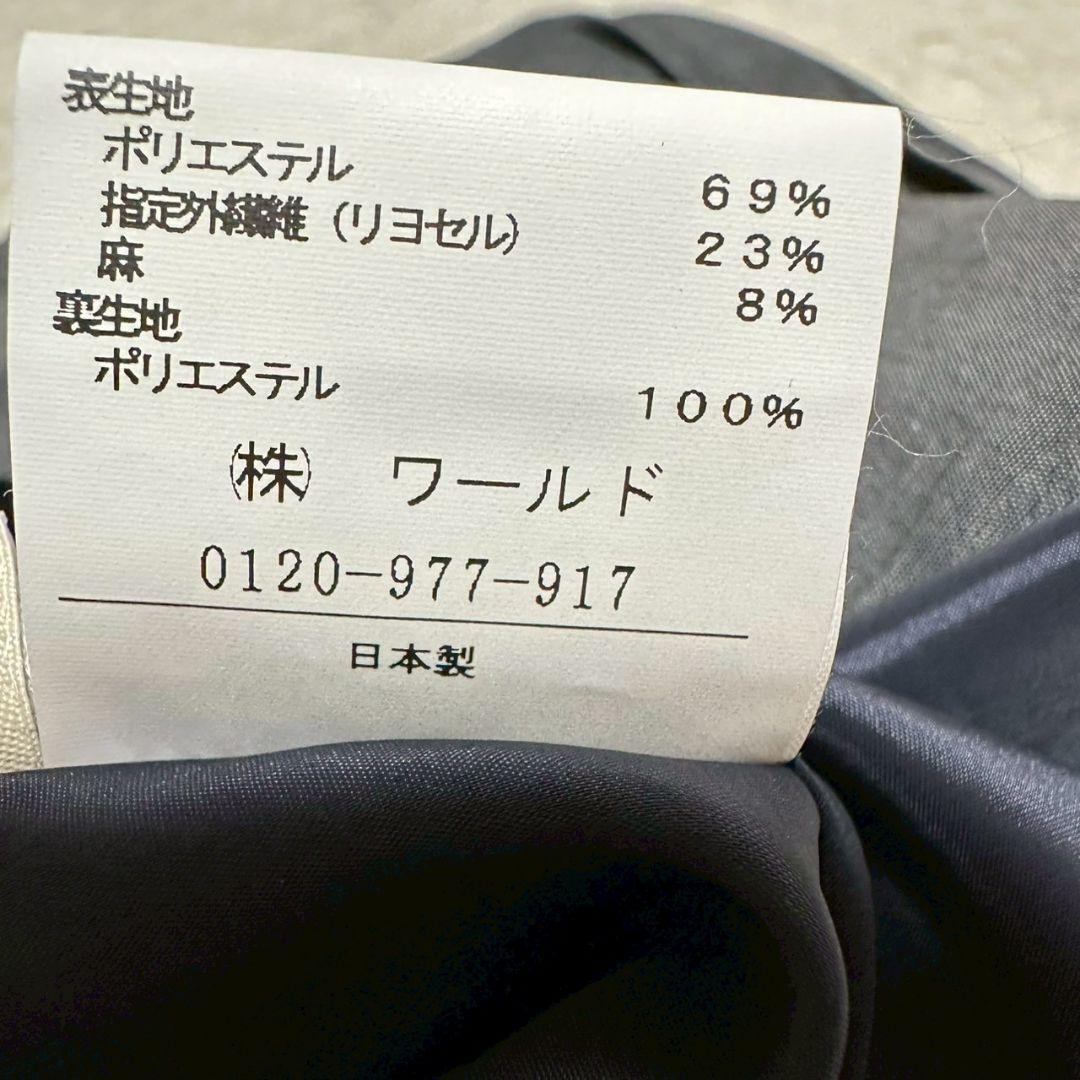 表生地
ポリエステル 69%
指定外繊維（リヨセル） 23%
麻 8%
裏生地
ポリエステル 100%
㈱ ワールド
0120-977-917
日本製